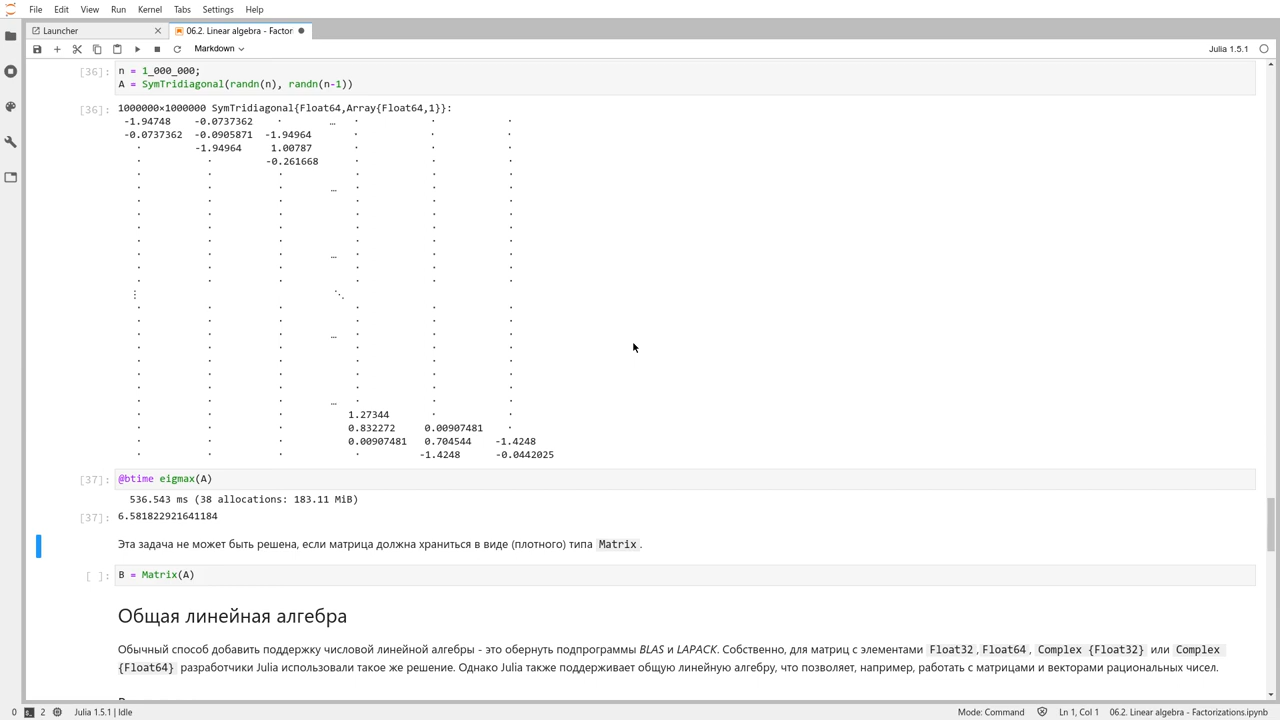 File Edit View Run Kernel Tabs Settings Help
Launcher × 06.2. Linear algebra - Factor
Markdown Julia 1.5.1
[36]: n = 1_000_000;
A = SymTridiagonal(randn(n), randn(n-1))
[36]: 1000000×1000000 SymTridiagonal{Float64,Array{Float64,1}}:
-1.94748 -0.0737362 ⋅ … ⋅ ⋅ ⋅
-0.0737362 -0.0905871 -1.94964 ⋅ ⋅ ⋅
⋅ -1.94964 1.00787 ⋅ ⋅ ⋅
⋅ ⋅ -0.261668 ⋅ ⋅ ⋅
⋅ ⋅ ⋅ ⋅ ⋅ ⋅
⋅ ⋅ ⋅ … ⋅ ⋅ ⋅
⋅ ⋅ ⋅ ⋅ ⋅ ⋅
⋅ ⋅ ⋅ ⋅ ⋅ ⋅
⋅ ⋅ ⋅ ⋅ ⋅ ⋅
⋅ ⋅ ⋅ ⋅ ⋅ ⋅
⋅ ⋅ ⋅ … ⋅ ⋅ ⋅
⋅ ⋅ ⋅ ⋅ ⋅ ⋅
⋅ ⋅ ⋅ ⋅ ⋅ ⋅
⋮ ⋱
⋅ ⋅ ⋅ ⋅ ⋅ ⋅
⋅ ⋅ ⋅ ⋅ ⋅ ⋅
⋅ ⋅ ⋅ … ⋅ ⋅ ⋅
⋅ ⋅ ⋅ ⋅ ⋅ ⋅
⋅ ⋅ ⋅ ⋅ ⋅ ⋅
⋅ ⋅ ⋅ ⋅ ⋅ ⋅
⋅ ⋅ ⋅ ⋅ ⋅ ⋅
⋅ ⋅ ⋅ … ⋅ ⋅ ⋅
⋅ ⋅ ⋅ 1.27344 ⋅ ⋅
⋅ ⋅ ⋅ 0.832272 0.00907481 ⋅
⋅ ⋅ ⋅ 0.00907481 0.704544 -1.4248
⋅ ⋅ ⋅ ⋅ -1.4248 -0.0442025
[37]: @btime eigmax(A)
536.543 ms (38 allocations: 183.11 MiB)
[37]: 6.581822921641184
Эта задача не может быть решена, если матрица должна храниться в виде (плотного) типа Matrix.
[ ]: B = Matrix(A)
Общая линейная алгебра
Обычный способ добавить поддержку числовой линейной алгебры - это обернуть подпрограммы BLAS и LAPACK. Собственно, для матриц с элементами Float32, Float64, Complex {Float32} или Complex
{Float64} разработчики Julia использовали такое же решение. Однако Julia также поддерживает общую линейную алгебру, что позволяет, например, работать с матрицами и векторами рациональных чисел.
0 2 Julia 1.5.1 | Idle Mode: Command Ln 1, Col 1 06.2. Linear algebra - Factorizations.ipynb